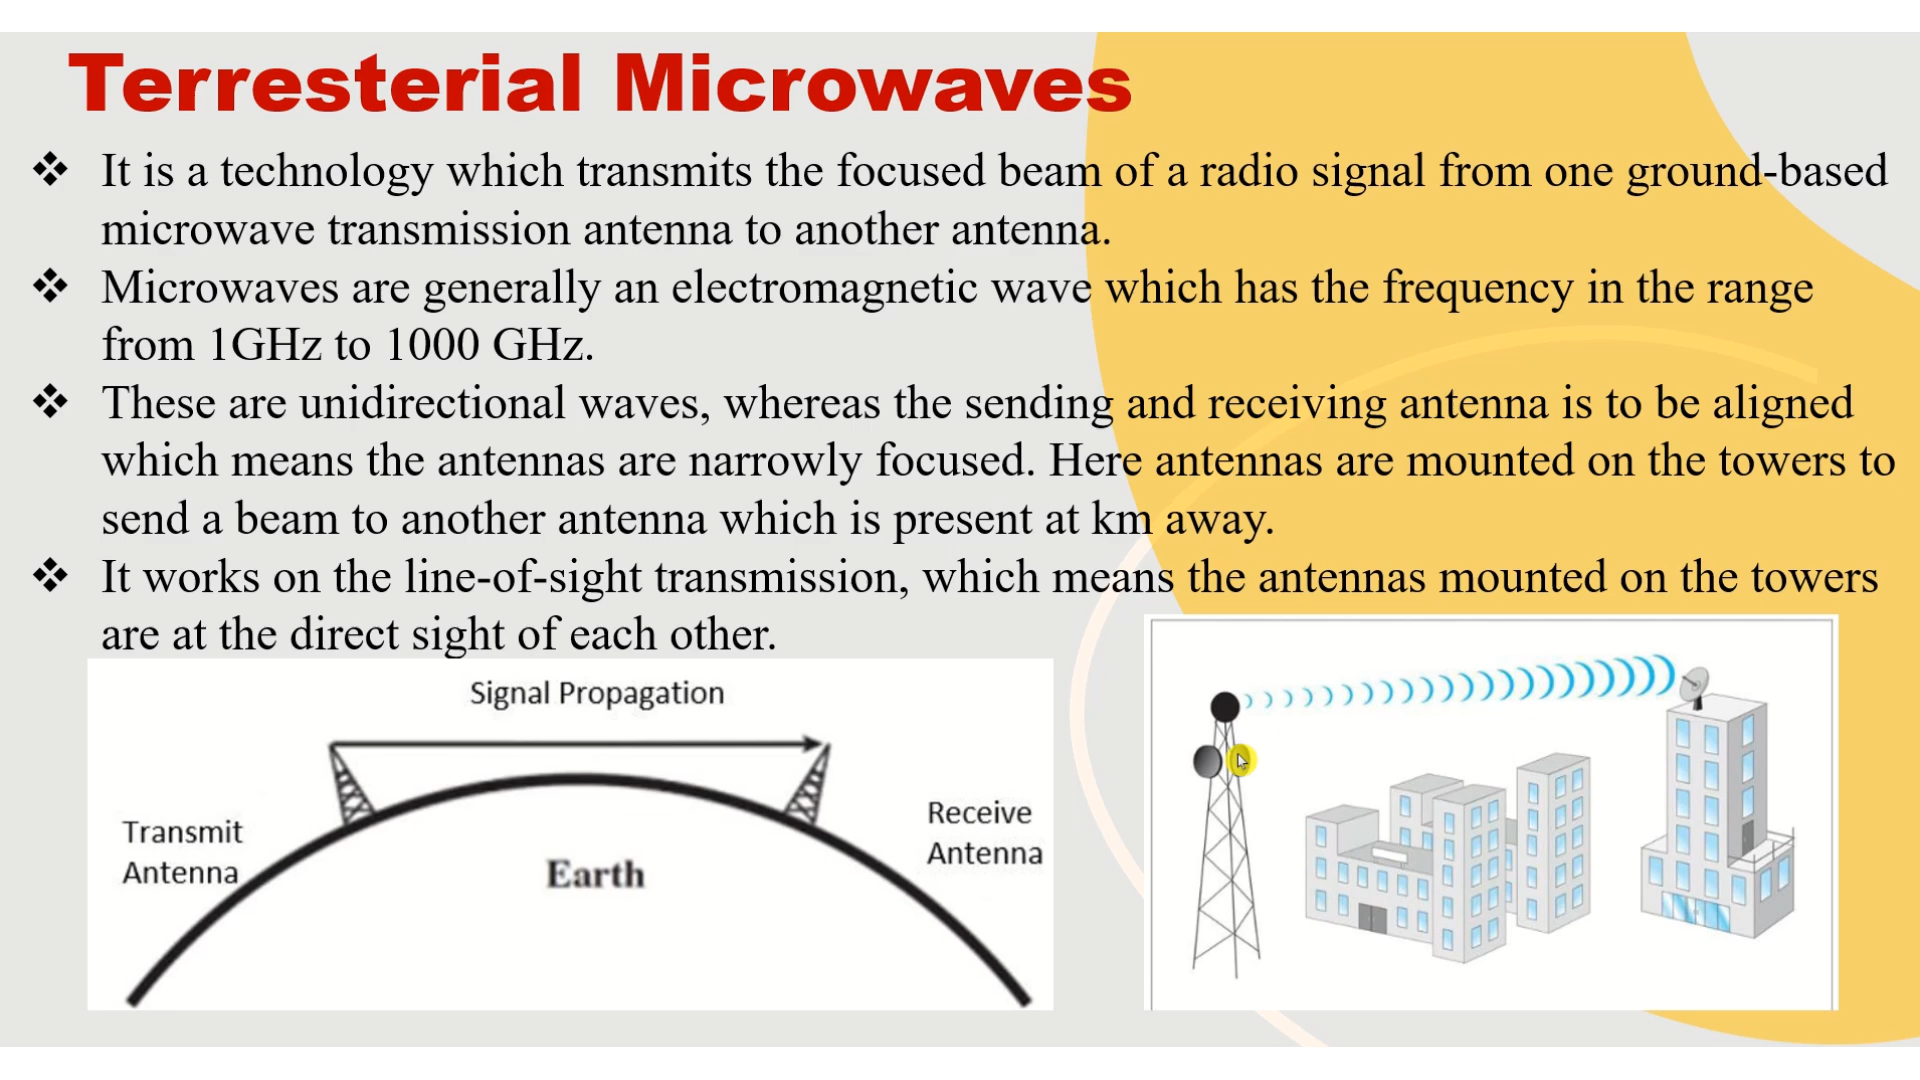 Terresterial Microwaves
❖ It is a technology which transmits the focused beam of a radio signal from one ground-based
microwave transmission antenna to another antenna.
❖ Microwaves are generally an electromagnetic wave which has the frequency in the range
from 1GHz to 1000 GHz.
❖ These are unidirectional waves, whereas the sending and receiving antenna is to be aligned
which means the antennas are narrowly focused. Here antennas are mounted on the towers to
send a beam to another antenna which is present at km away.
❖ It works on the line-of-sight transmission, which means the antennas mounted on the towers
are at the direct sight of each other.
Signal Propagation
Transmit
Antenna
Earth
Receive
Antenna